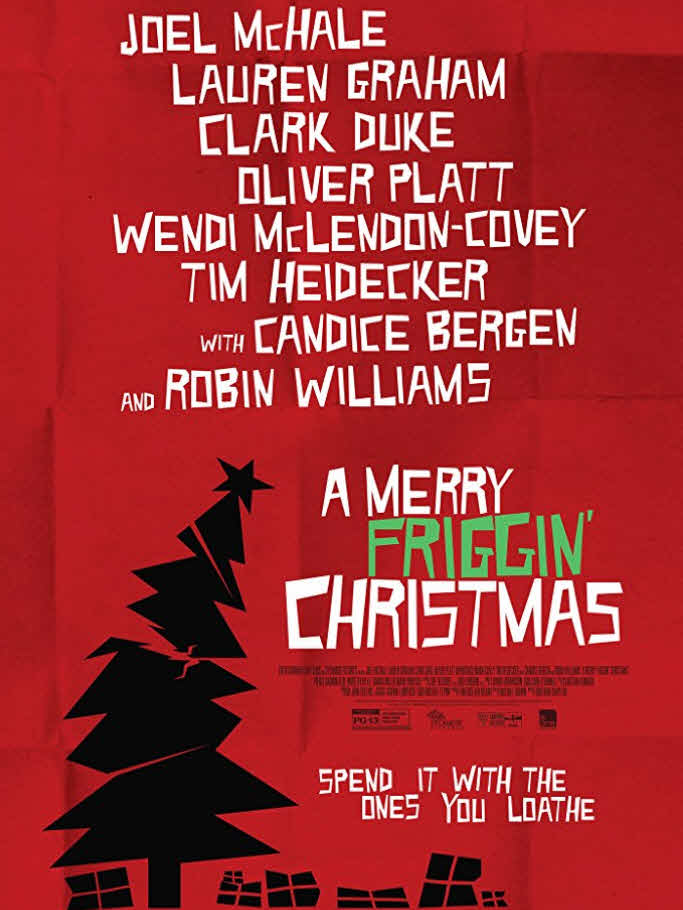 JOEL McHALE
LAUREN GRAHAM
CLARK DUKE
OLIVER PLATT
WENDI McLENDON-COVEY
TIM HEIDECKER
WITH CANDICE BERGEN
AND ROBIN WILLIAMS
A MERRY
FRIGGIN'
CHRISTMAS
PG-13
SPEND IT WITH THE
ONES YOU LOATHE